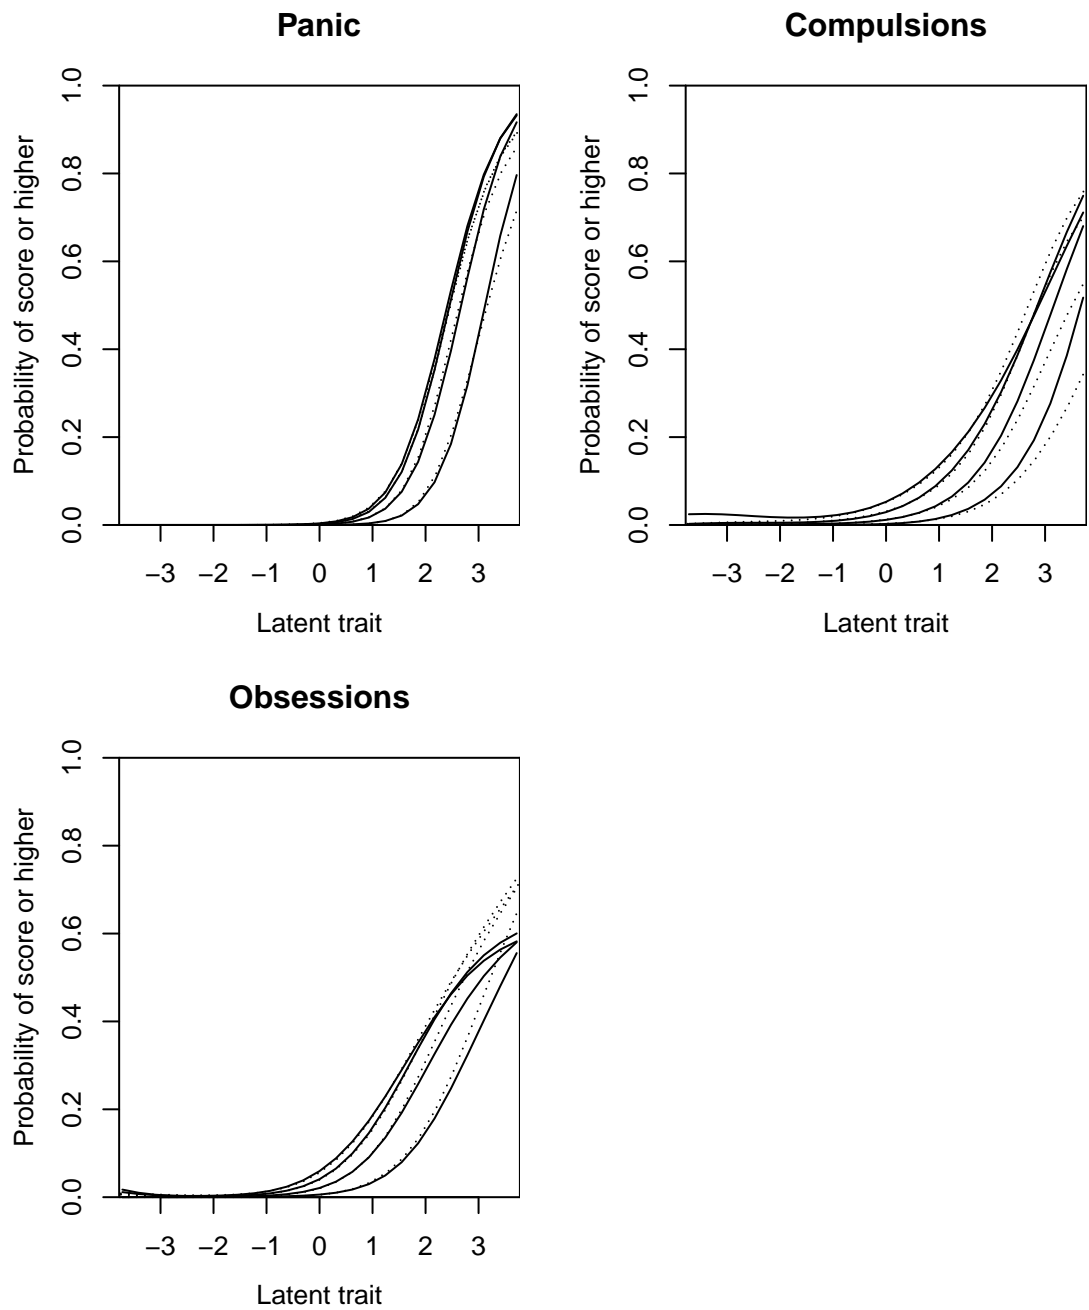 Panic
Probability of score or higher
0.0 0.2 0.4 0.6 0.8 1.0
−3 −2 −1 0 1 2 3
Latent trait
Compulsions
Probability of score or higher
0.0 0.2 0.4 0.6 0.8 1.0
−3 −2 −1 0 1 2 3
Latent trait
Obsessions
Probability of score or higher
0.0 0.2 0.4 0.6 0.8 1.0
−3 −2 −1 0 1 2 3
Latent trait